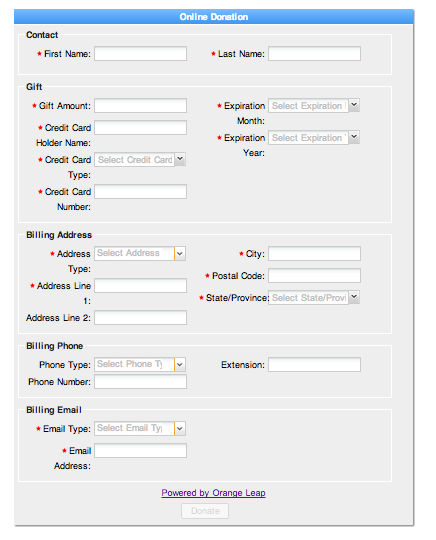 Online Donation
Contact
* First Name:
* Last Name:
Gift
* Gift Amount:
* Expiration Month:
Select Expiration
* Credit Card Holder Name:
* Expiration Year:
Select Expiration
* Credit Card Type:
Select Credit Card
* Credit Card Number:
Billing Address
* Address Type:
Select Address
* City:
* Address Line 1:
* Postal Code:
* State/Province:
Select State/Provi
Address Line 2:
Billing Phone
Phone Type:
Select Phone Ty
Extension:
Phone Number:
Billing Email
* Email Type:
Select Email Typ
* Email Address:
Powered by Orange Leap
Donate